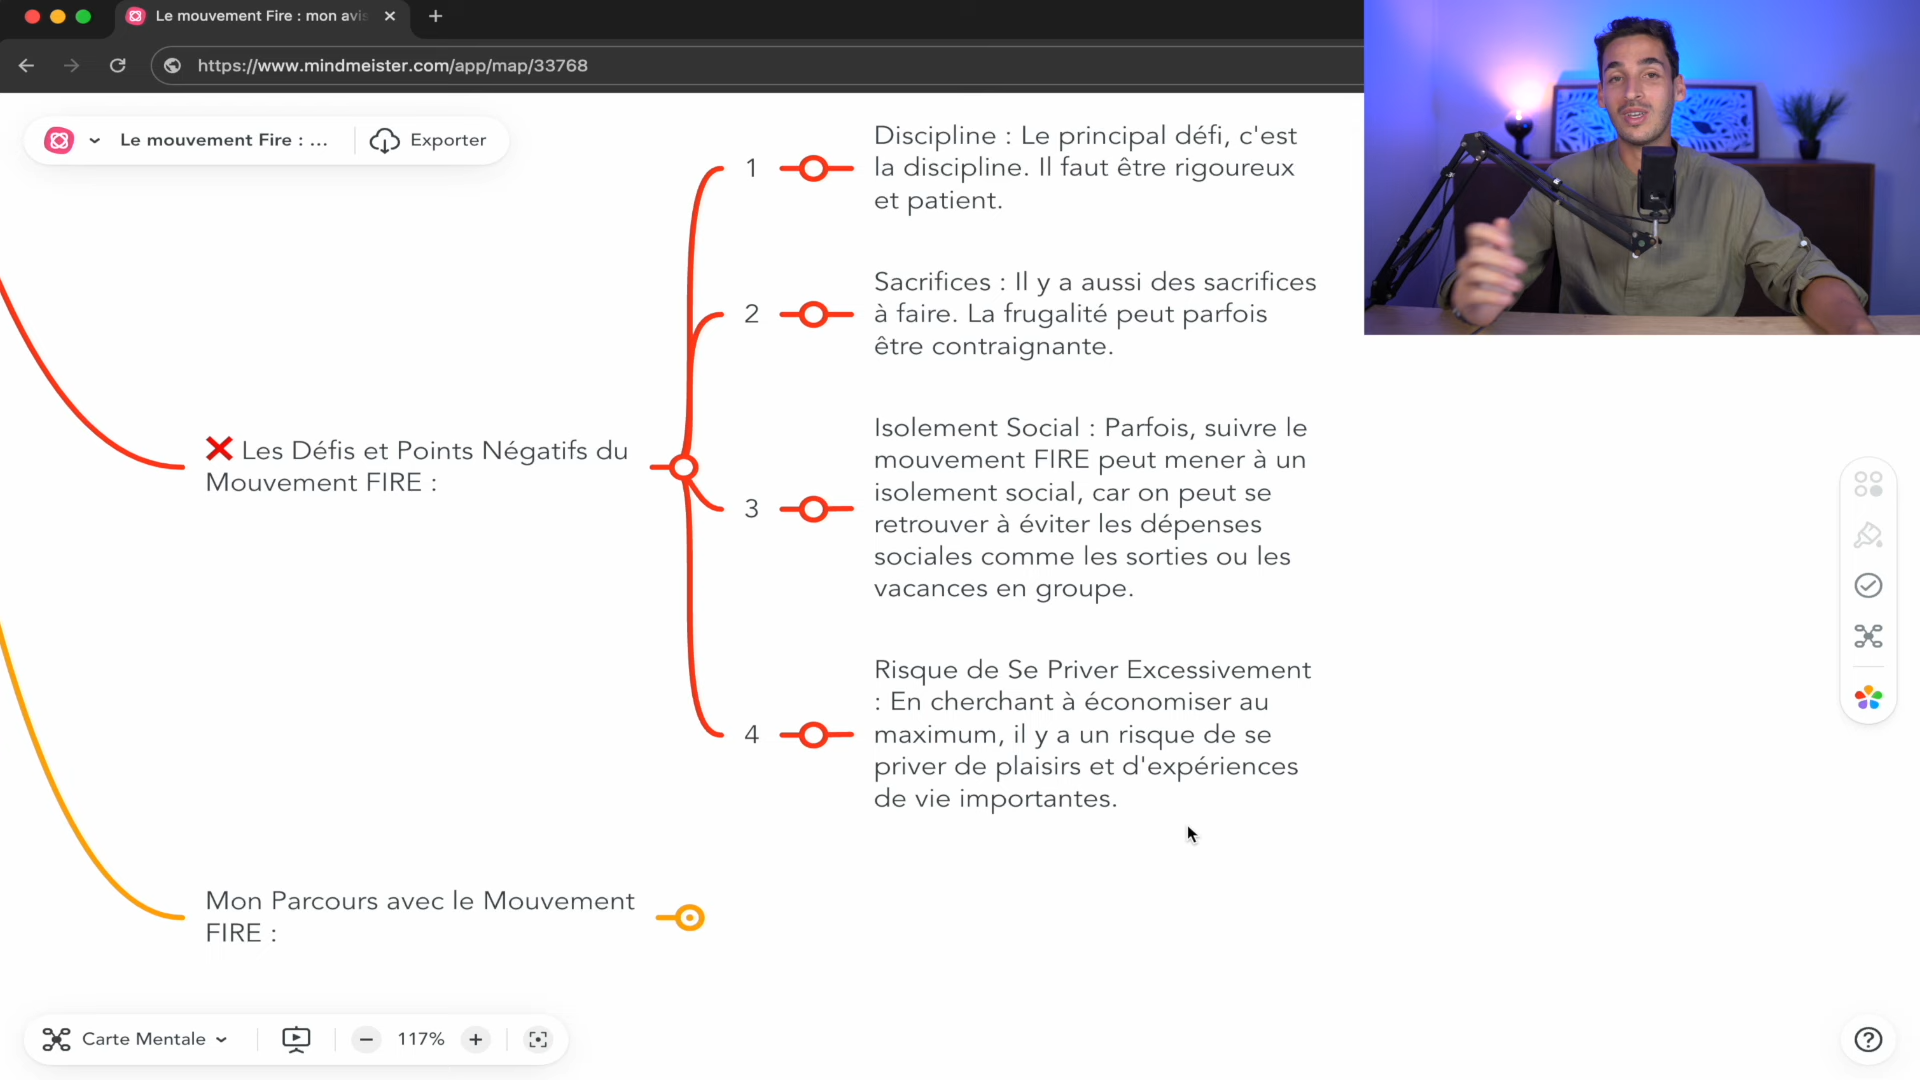 Le mouvement Fire : mon avis
https://www.mindmeister.com/app/map/33768
Le mouvement Fire : ...
Exporter
1
Discipline : Le principal défi, c'est
la discipline. Il faut être rigoureux
et patient.
2
Sacrifices : Il y a aussi des sacrifices
à faire. La frugalité peut parfois
être contraignante.
❌ Les Défis et Points Négatifs du
Mouvement FIRE :
3
Isolement Social : Parfois, suivre le
mouvement FIRE peut mener à un
isolement social, car on peut se
retrouver à éviter les dépenses
sociales comme les sorties ou les
vacances en groupe.
4
Risque de Se Priver Excessivement
: En cherchant à économiser au
maximum, il y a un risque de se
priver de plaisirs et d'expériences
de vie importantes.
Mon Parcours avec le Mouvement
FIRE :
Carte Mentale
117%